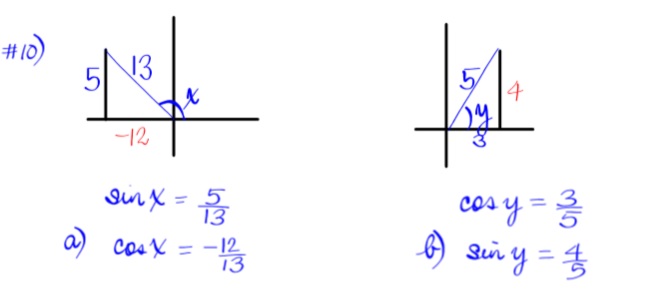 #10)
5 13 x
-12
5 y 4
3
sin x = 5/13
a) cos x = -12/13
cos y = 3/5
b) sin y = 4/5